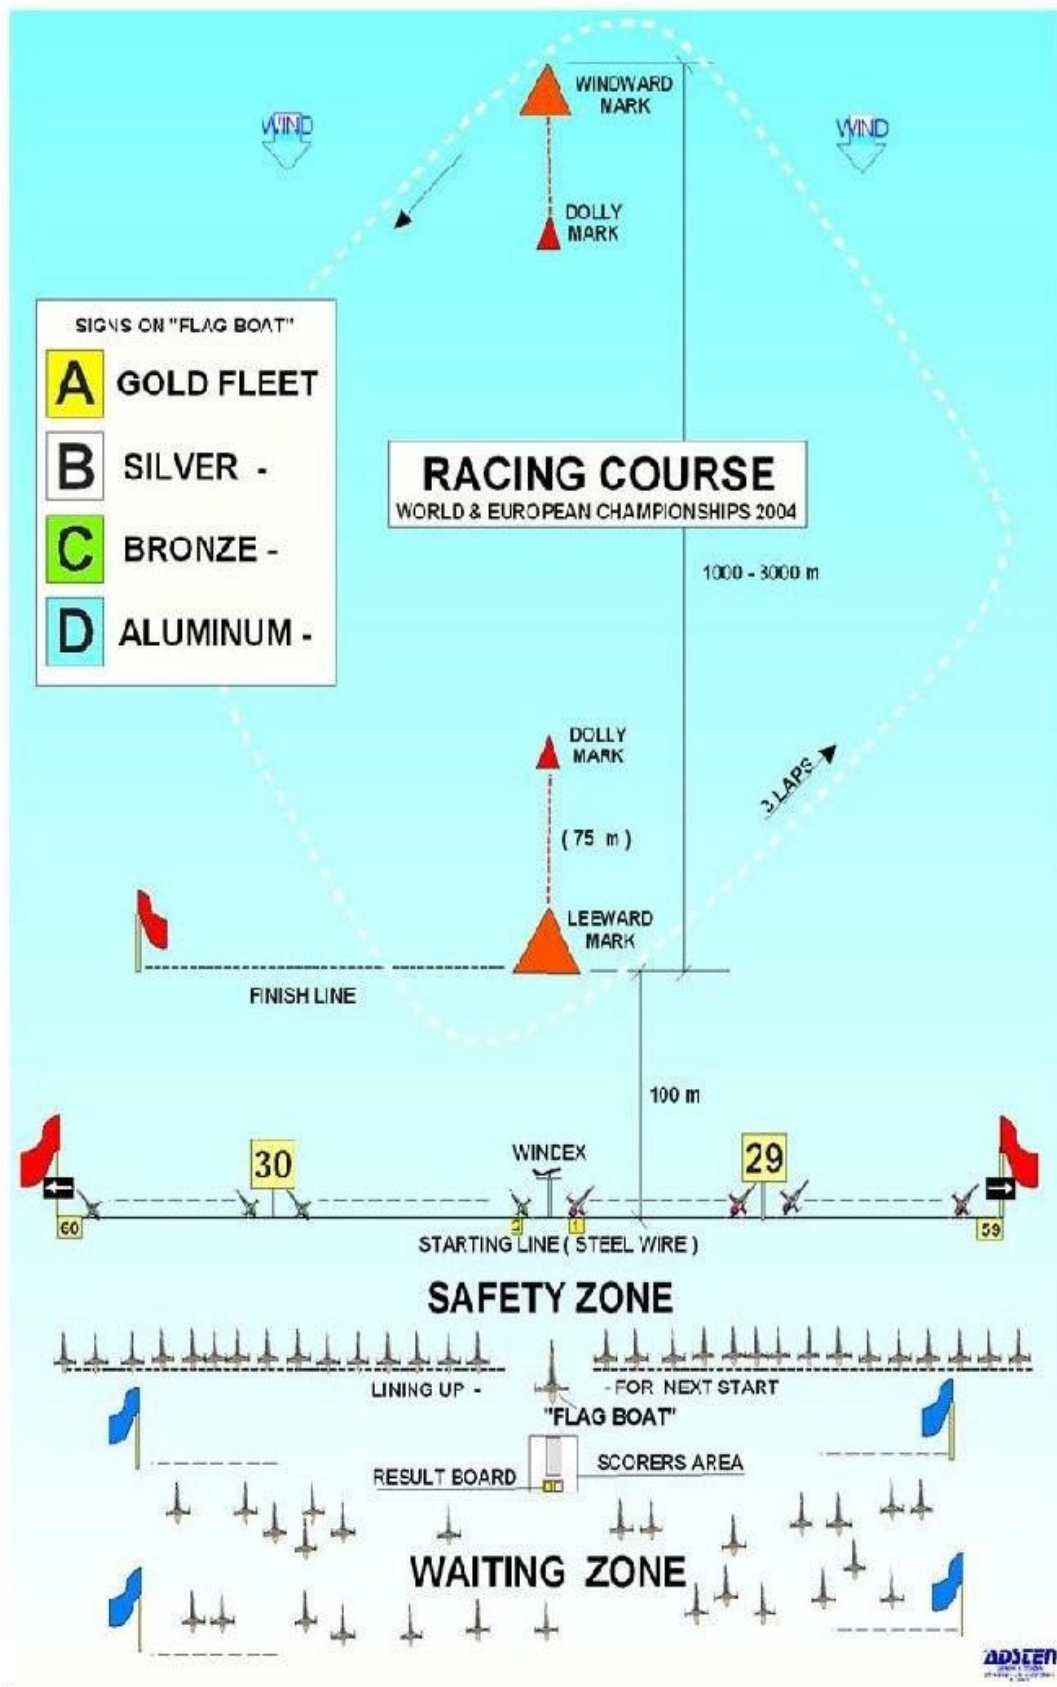 WINDWARD
MARK
WIND
WIND
DOLLY
MARK
SIGNS ON "FLAG BOAT"
A GOLD FLEET
B SILVER -
C BRONZE -
D ALUMINUM -
RACING COURSE
WORLD & EUROPEAN CHAMPIONSHIPS 2004
1000 - 3000 m
DOLLY
MARK
3 LAPS
( 75 m )
LEEWARD
MARK
FINISH LINE
100 m
30
WINDEX
29
60
2
1
59
STARTING LINE ( STEEL WIRE )
SAFETY ZONE
LINING UP -
- FOR NEXT START
"FLAG BOAT"
RESULT BOARD
SCORERS AREA
WAITING ZONE
ADSTEN